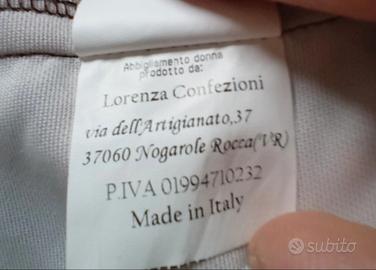 Abbigliamento donna
prodotto da:
Lorenza Confezioni
via dell'Artigianato,37
37060 Nogarole Rocca(VR)
P.IVA 01994710232
Made in Italy
subito